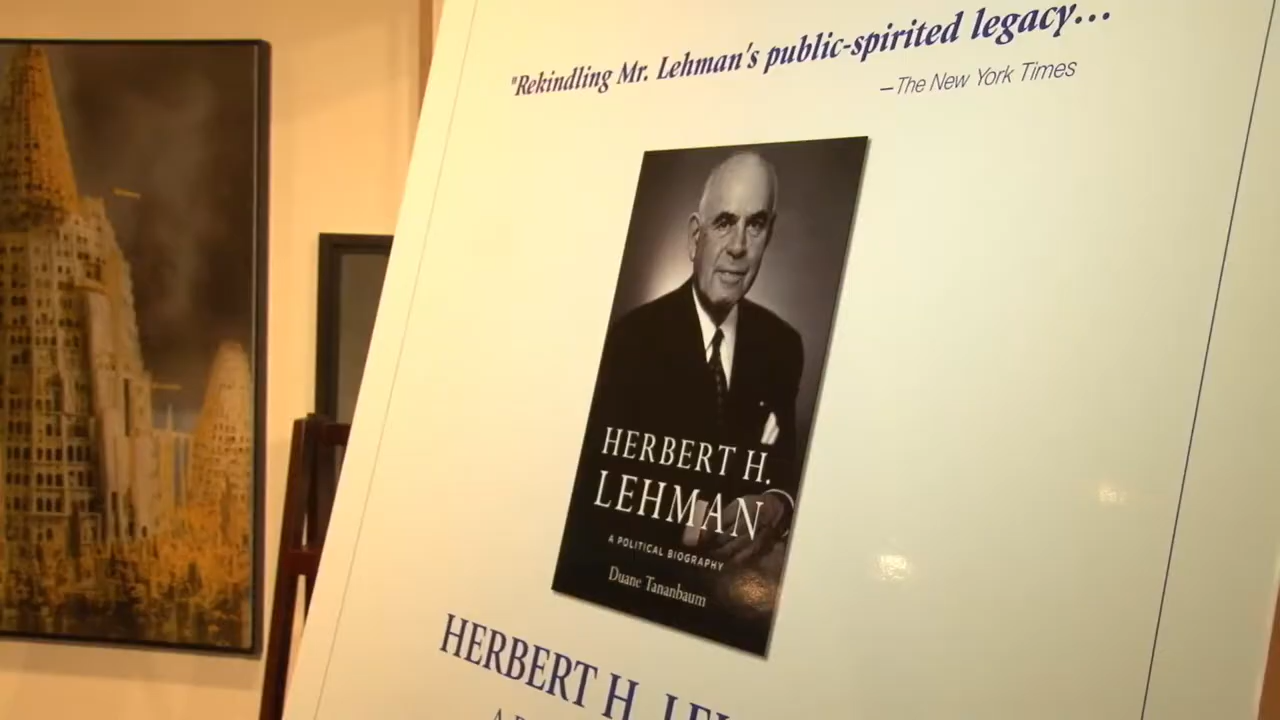 "Rekindling Mr. Lehman's public-spirited legacy...
—The New York Times
HERBERT H.
LEHMAN
A POLITICAL BIOGRAPHY
Duane Tananbaum
HERBERT H.